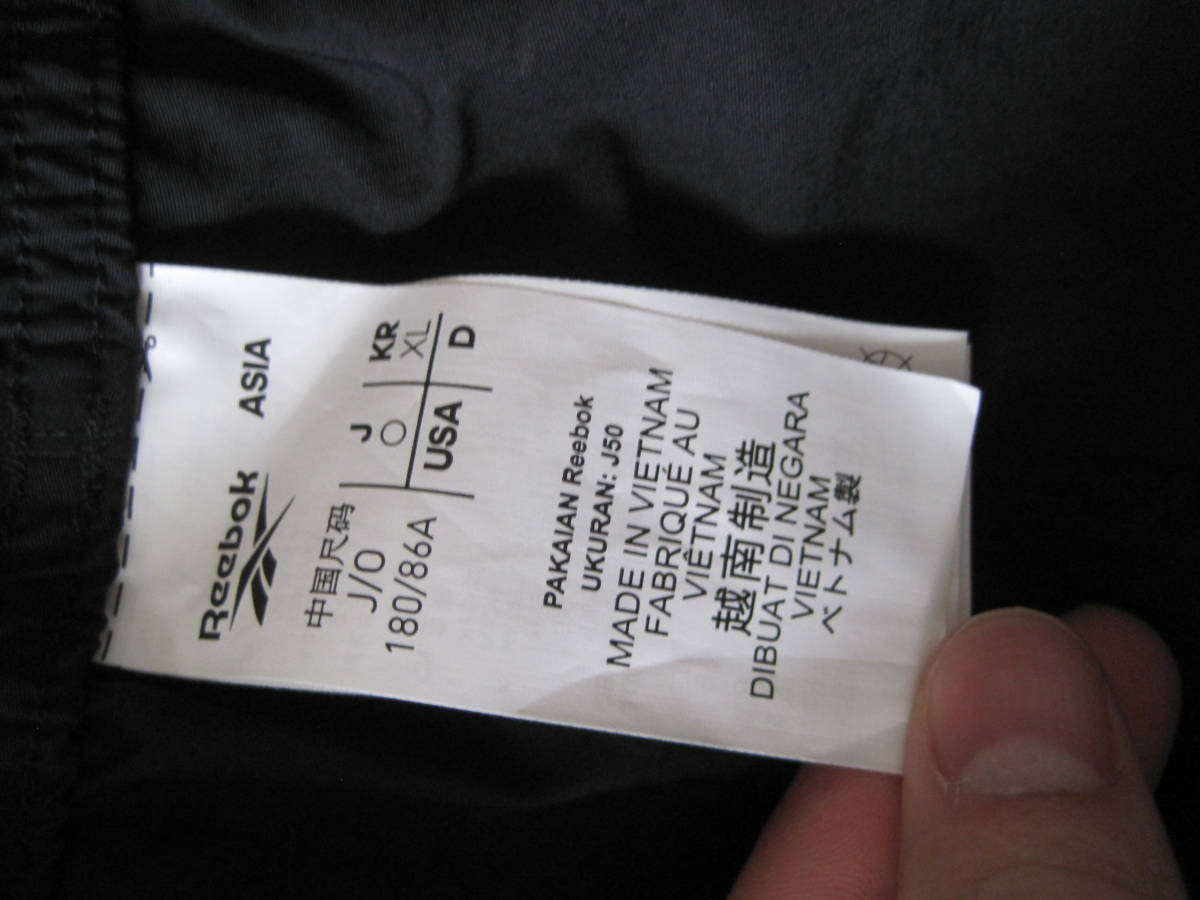 Reebok ASIA
中国尺码
J/O
180/86A
J KR
○ XL
USA D
PAKAIAN Reebok
UKURAN: J50
MADE IN VIETNAM
FABRIQUÉ AU
VIÊTNAM
越南制造
DIBUAT DI NEGARA
VIETNAM
ベトナム製